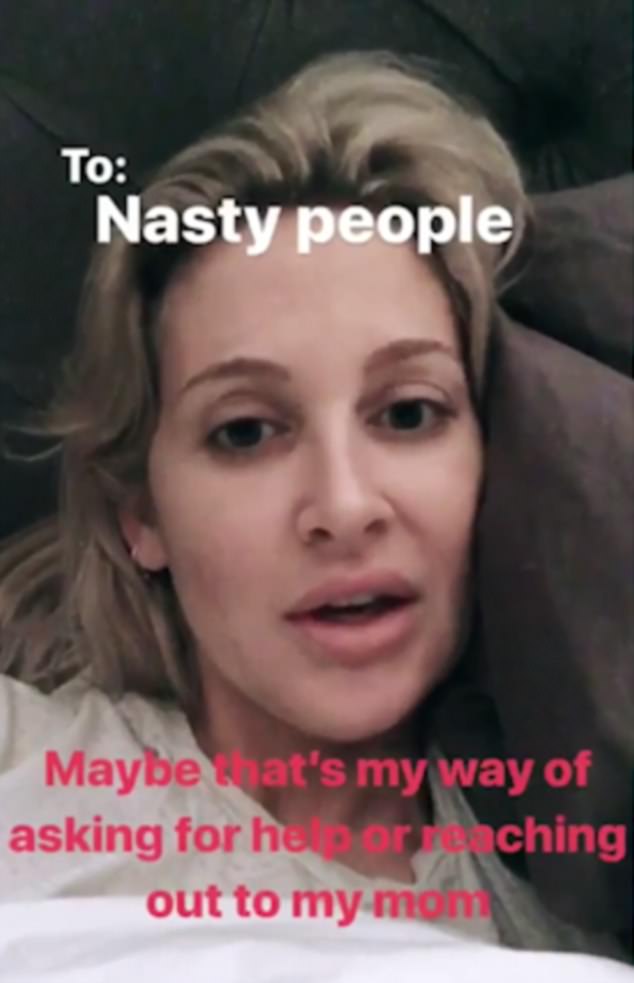 To:
Nasty people
Maybe that's my way of
asking for help or reaching
out to my mom